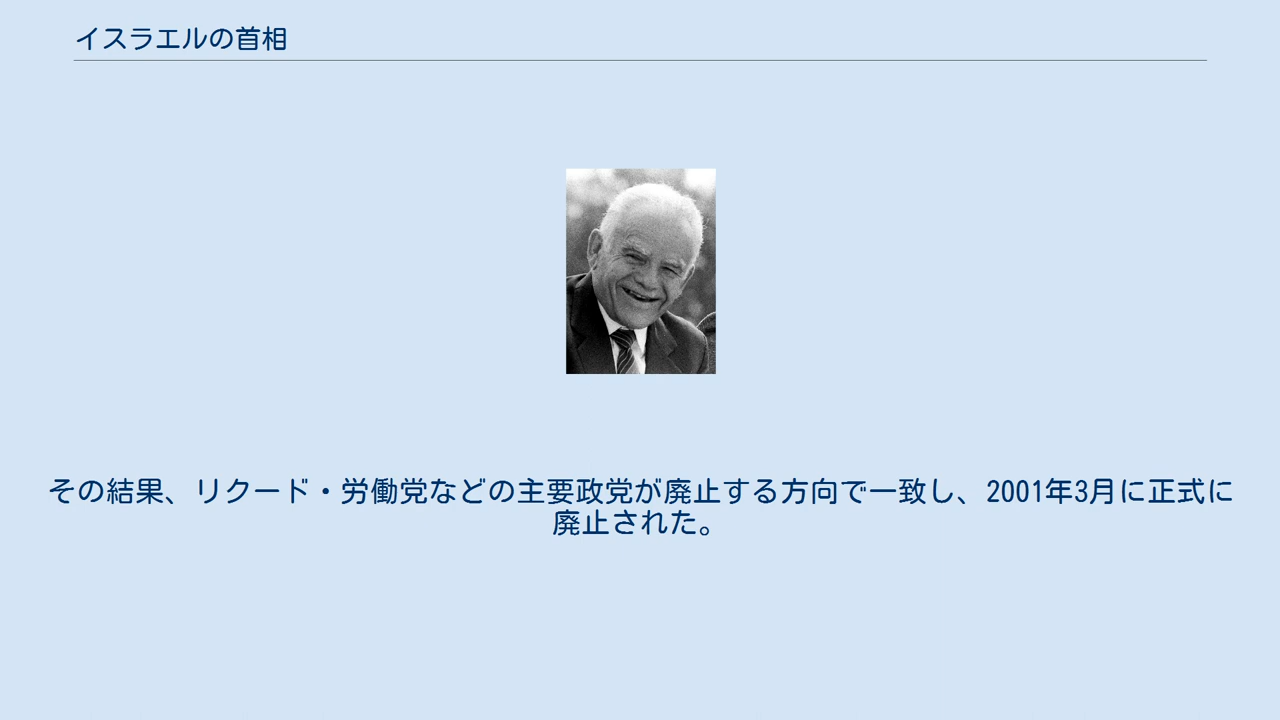 イスラエルの首相
その結果、リクード・労働党などの主要政党が廃止する方向で一致し、2001年3月に正式に
廃止された。